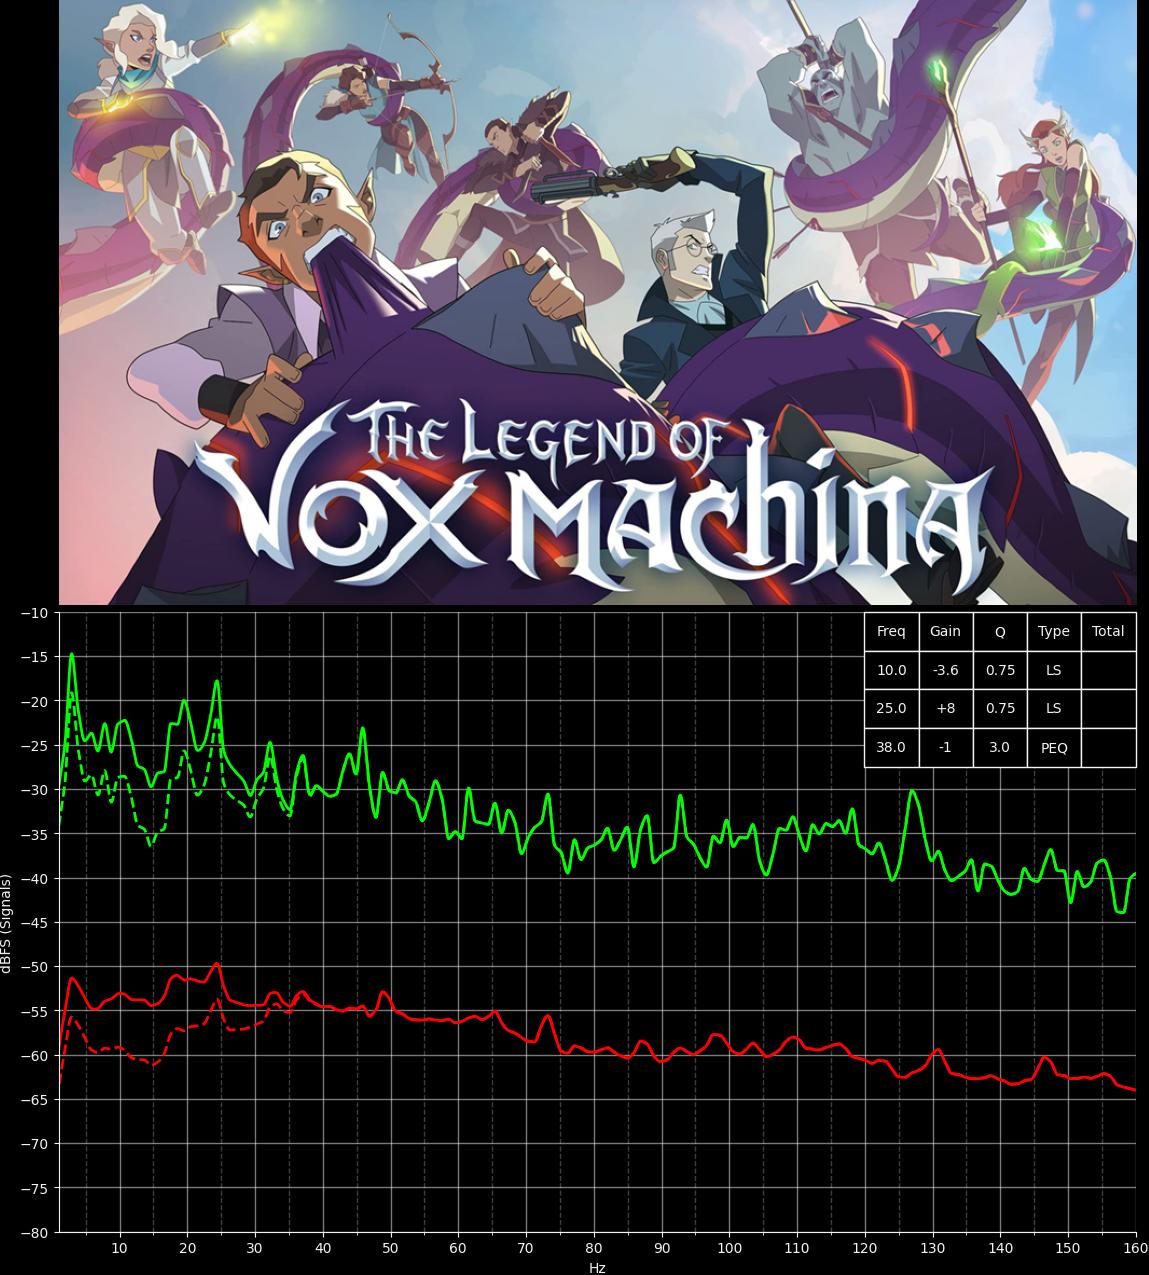 THE LEGEND OF
VOX MACHINA
Freq Gain Q Type Total
10.0 -3.6 0.75 LS
25.0 +8 0.75 LS
38.0 -1 3.0 PEQ
−10
−15
−20
−25
−30
−35
−40
−45
−50
−55
−60
−65
−70
−75
−80
dBFS (Signals)
10 20 30 40 50 60 70 80 90 100 110 120 130 140 150 160
Hz